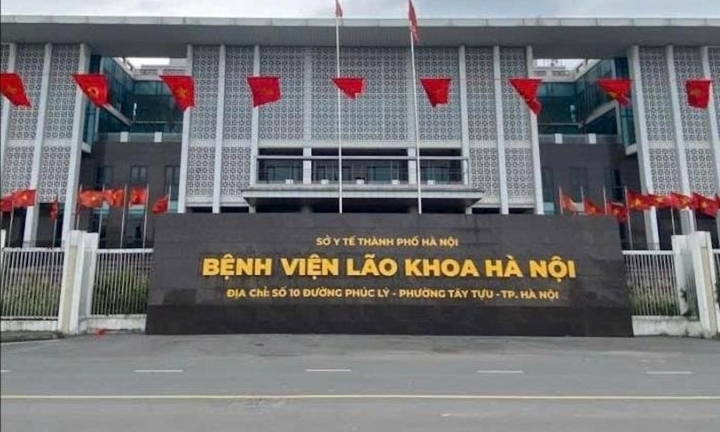 SỞ Y TẾ THÀNH PHỐ HÀ NỘI
BỆNH VIỆN LÃO KHOA HÀ NỘI
ĐỊA CHỈ: SỐ 10 ĐƯỜNG PHÚC LÝ - PHƯỜNG TÂY TỰU - TP. HÀ NỘI